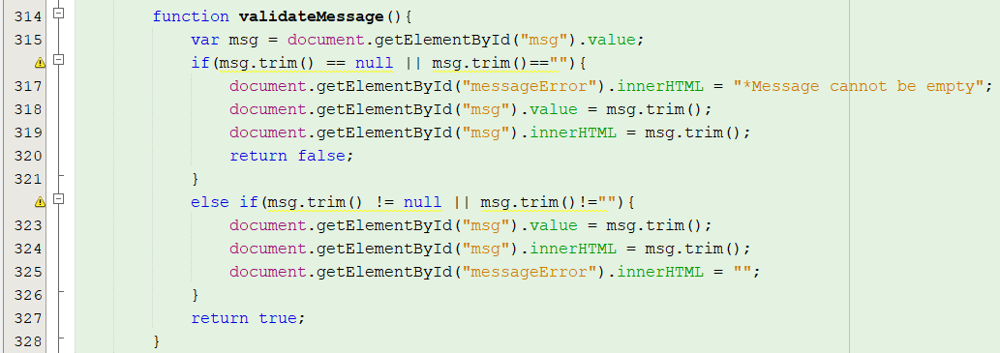 314 function validateMessage(){
315 var msg = document.getElementById("msg").value;
if(msg.trim() == null || msg.trim()==""){
317 document.getElementById("messageError").innerHTML = "*Message cannot be empty";
318 document.getElementById("msg").value = msg.trim();
319 document.getElementById("msg").innerHTML = msg.trim();
320 return false;
321 }
else if(msg.trim() != null || msg.trim()!=""){
323 document.getElementById("msg").value = msg.trim();
324 document.getElementById("msg").innerHTML = msg.trim();
325 document.getElementById("messageError").innerHTML = "";
326 }
327 return true;
328 }